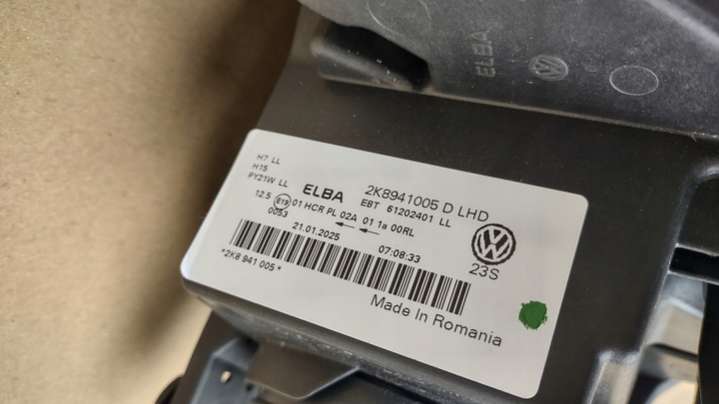 ELBA
H7 LL
H15
PY21W LL
ELBA 2K8941005 D LHD
EBT 61202401 LL
12.5 E19 01 HCR PL 02A 01 1a 00RL
0053
21.01.2025 07:08:33
*2K8 941 005*
23S
Made In Romania